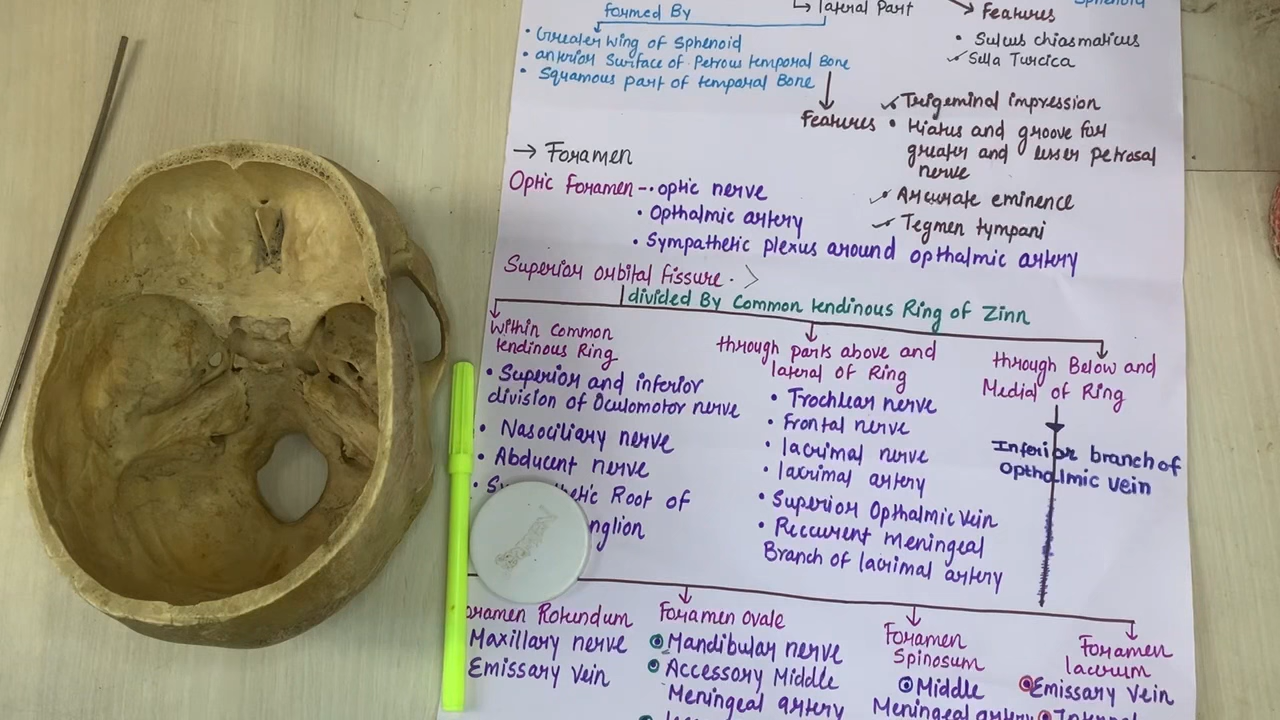 formed By
lateral Part
Features
Sphenoid
• Greater wing of Sphenoid
• anterior Surface of Petrous temporal Bone
• Squamous part of temporal Bone
• Sulcus chiasmaticus
Sella Turcica
Features
Trigeminal impression
• Hiatus and groove for
greater and lesser petrosal
nerve
Arcurate eminence
Tegmen tympani
→ Foramen
Optic Foramen - • optic nerve
• Opthalmic artery
• Sympathetic plexus around opthalmic artery
Superior orbital fissure -
divided By Common tendinous Ring of Zinn
within common
tendinous Ring
• Superior and inferior
division of Oculomotor nerve
• Nasociliary nerve
• Abducent nerve
Root of
nglion
through parts above and
lateral of Ring
• Trochlear nerve
• Frontal nerve
• lacrimal nerve
• lacrimal artery
• Superior Opthalmic vein
• Reccurent meningeal
Branch of lacrimal artery
through Below and
Medial of Ring
Inferior branch of
Opthalmic vein
oramen Rotundum
Maxillary nerve
Emissary vein
Foramen Ovale
Mandibular nerve
Accessory Middle
Meningeal artery
Foramen
Spinosum
Middle
Meningeal artery
Foramen
lacerum
Emissary vein
Internal